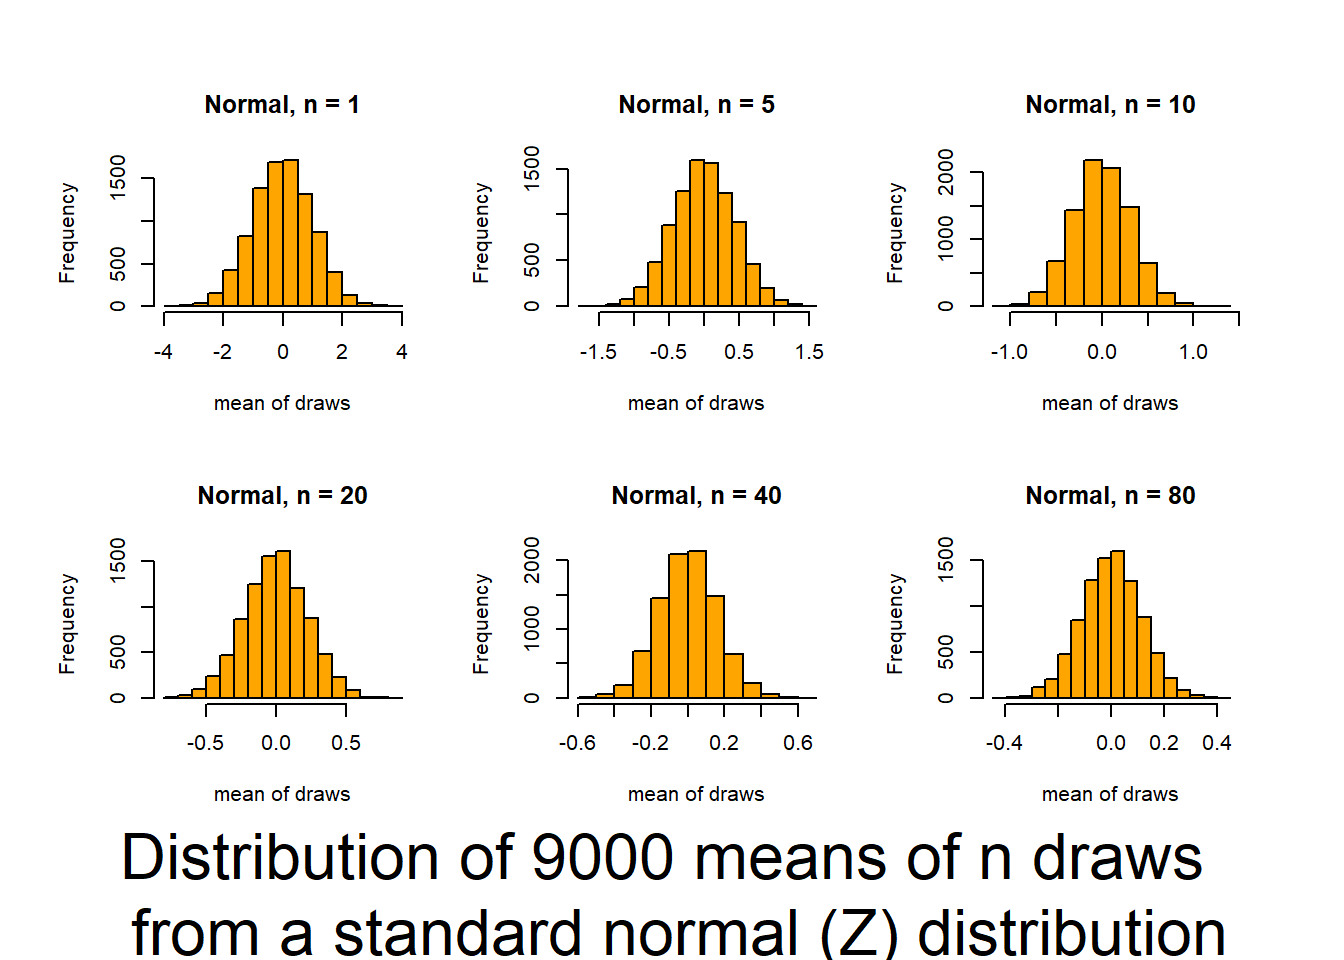 Normal, n = 1
Frequency
0 500 1500
-4 -2 0 2 4
mean of draws
Normal, n = 5
Frequency
0 500 1500
-1.5 -0.5 0.5 1.5
mean of draws
Normal, n = 10
Frequency
0 1000 2000
-1.0 0.0 1.0
mean of draws
Normal, n = 20
Frequency
0 500 1500
-0.5 0.0 0.5
mean of draws
Normal, n = 40
Frequency
0 1000 2000
-0.6 -0.2 0.2 0.6
mean of draws
Normal, n = 80
Frequency
0 500 1500
-0.4 0.0 0.2 0.4
mean of draws
Distribution of 9000 means of n draws
from a standard normal (Z) distribution